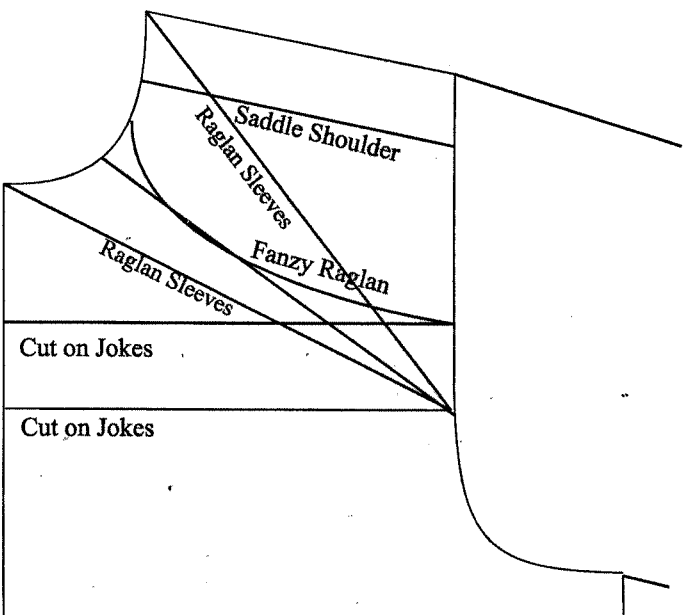 Saddle Shoulder
Raglan Sleeves
Fanzy Raglan
Raglan Sleeves
Cut on Jokes
Cut on Jokes